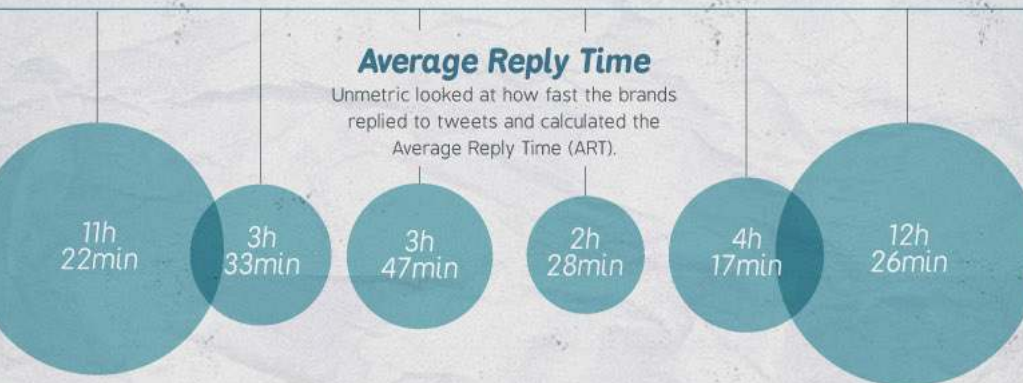 Average Reply Time
Unmetric looked at how fast the brands
replied to tweets and calculated the
Average Reply Time (ART).
11h
22min
3h
33min
3h
47min
2h
28min
4h
17min
12h
26min